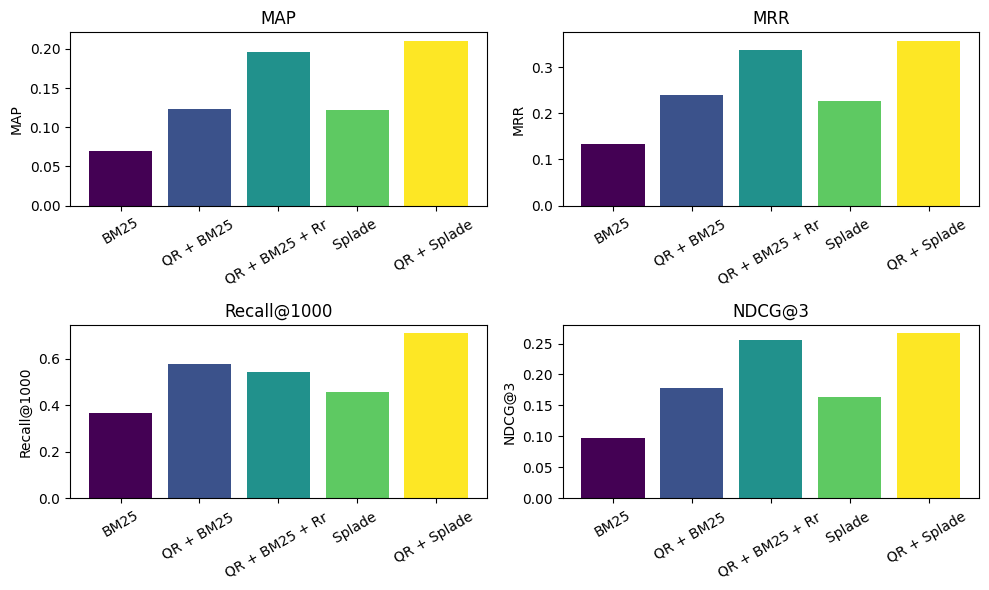 MAP
MAP
0.20
0.15
0.10
0.05
0.00
BM25
QR + BM25
QR + BM25 + Rr
Splade
QR + Splade
MRR
MRR
0.3
0.2
0.1
0.0
BM25
QR + BM25
QR + BM25 + Rr
Splade
QR + Splade
Recall@1000
Recall@1000
0.6
0.4
0.2
0.0
BM25
QR + BM25
QR + BM25 + Rr
Splade
QR + Splade
NDCG@3
NDCG@3
0.25
0.20
0.15
0.10
0.05
0.00
BM25
QR + BM25
QR + BM25 + Rr
Splade
QR + Splade